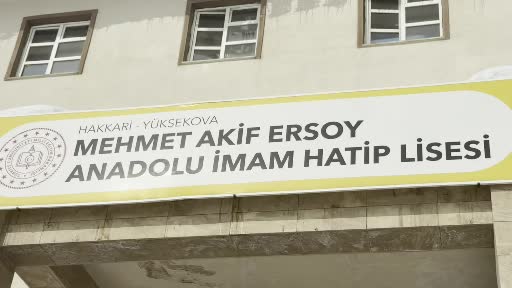 HAKKARİ - YÜKSEKOVA
MEHMET AKİF ERSOY
ANADOLU İMAM HATİP LİSESİ